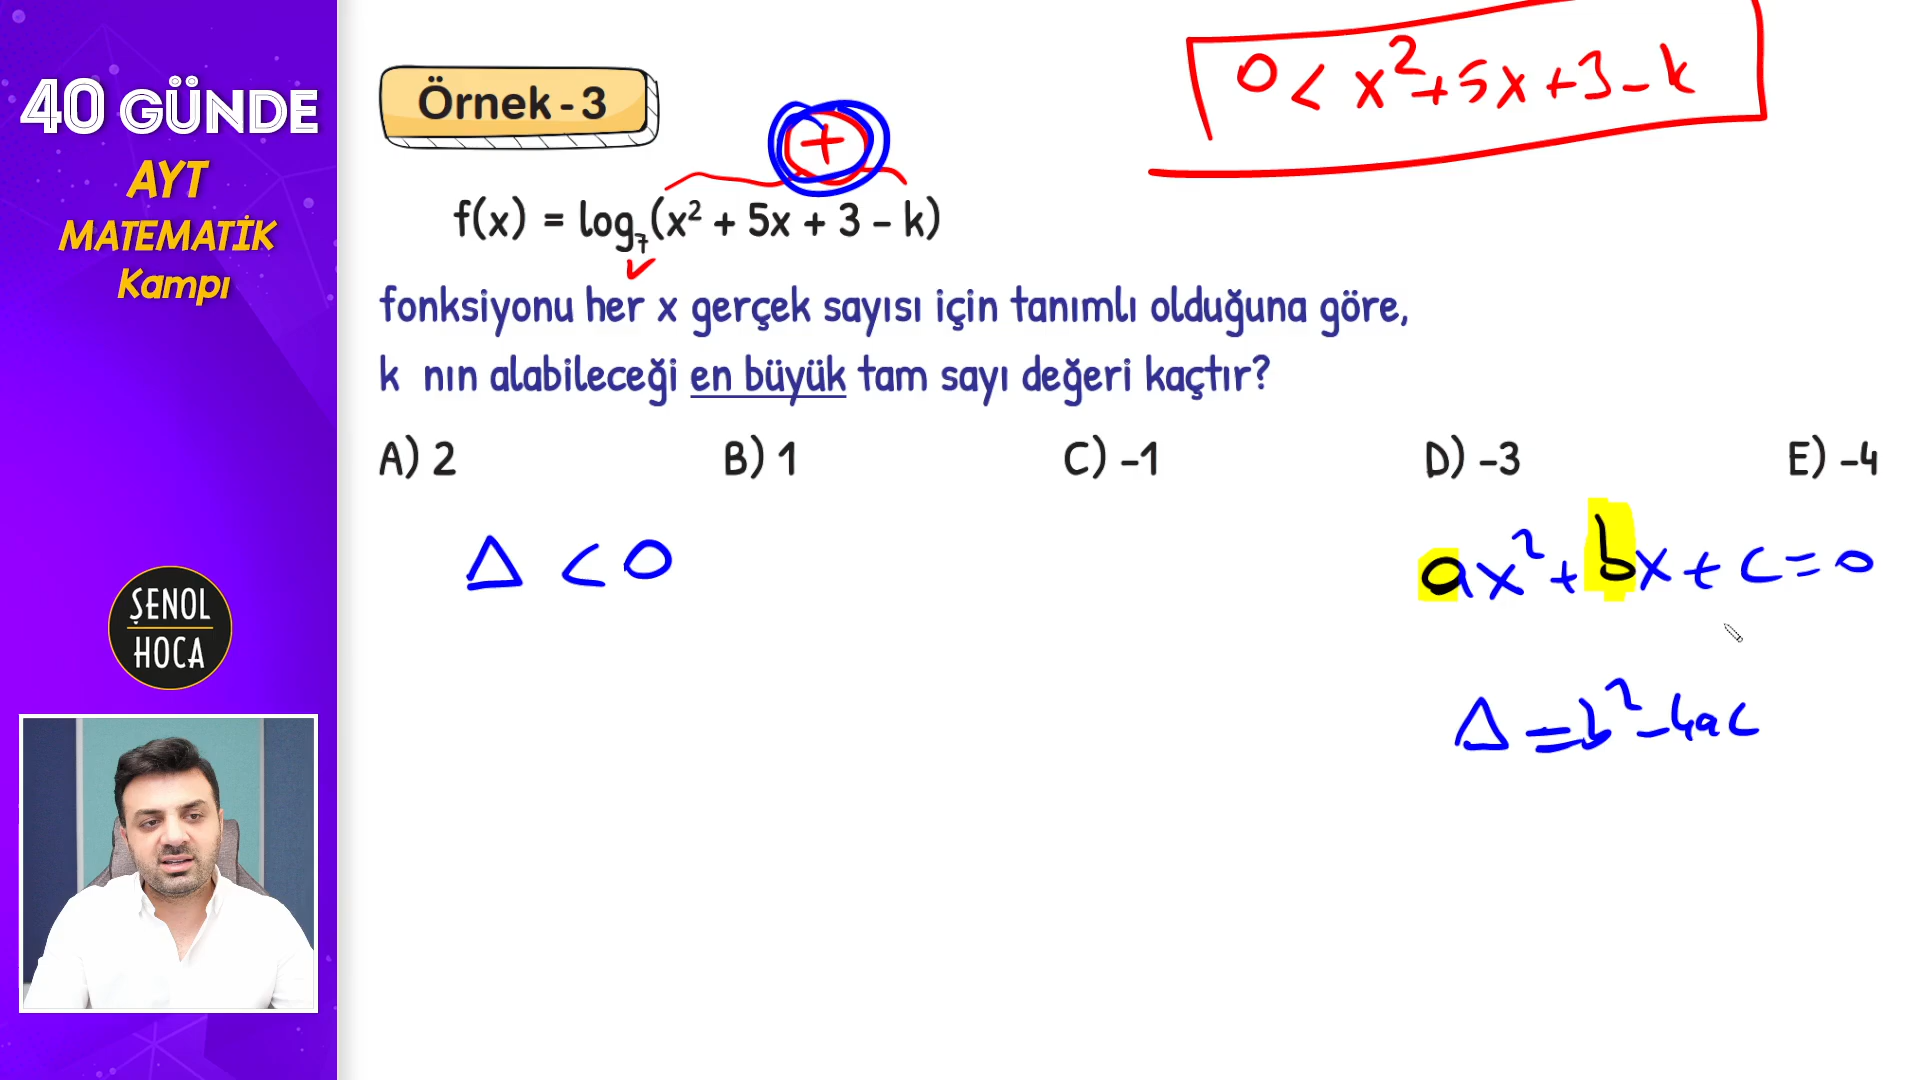 40 GÜNDE
AYT
MATEMATİK
Kampı
ŞENOL
HOCA
Örnek - 3
0 < x² + 5x + 3 - k
+
f(x) = log₇(x² + 5x + 3 – k)
fonksiyonu her x gerçek sayısı için tanımlı olduğuna göre,
k nın alabileceği en büyük tam sayı değeri kaçtır?
A) 2 B) 1 C) –1 D) –3 E) –4
Δ < 0
ax² + bx + c = 0
Δ = b² - 4ac